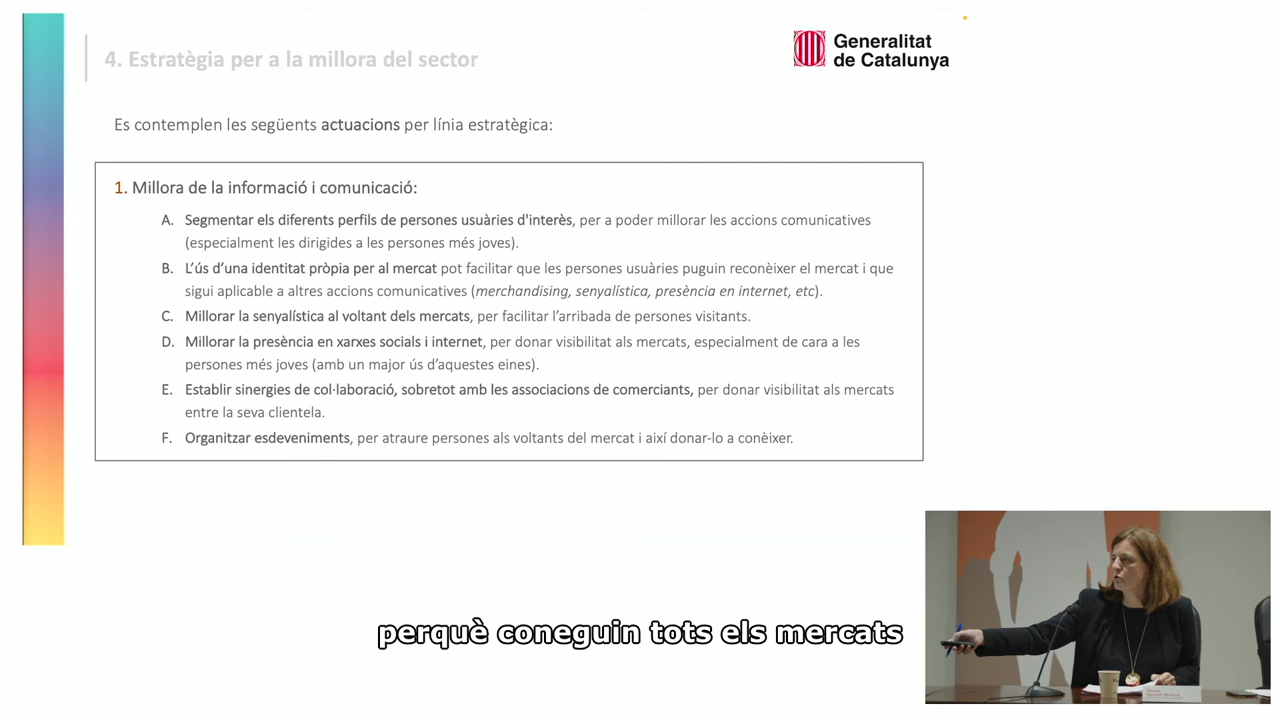 4. Estratègia per a la millora del sector
Generalitat
de Catalunya
Es contemplen les següents actuacions per línia estratègica:
1. Millora de la informació i comunicació:
A. Segmentar els diferents perfils de persones usuàries d'interès, per a poder millorar les accions comunicatives
(especialment les dirigides a les persones més joves).
B. L’ús d’una identitat pròpia per al mercat pot facilitar que les persones usuàries puguin reconèixer el mercat i que
sigui aplicable a altres accions comunicatives (merchandising, senyalística, presència en internet, etc).
C. Millorar la senyalística al voltant dels mercats, per facilitar l’arribada de persones visitants.
D. Millorar la presència en xarxes socials i internet, per donar visibilitat als mercats, especialment de cara a les
persones més joves (amb un major ús d’aquestes eines).
E. Establir sinergies de col·laboració, sobretot amb les associacions de comerciants, per donar visibilitat als mercats
entre la seva clientela.
F. Organitzar esdeveniments, per atraure persones als voltants del mercat i així donar-lo a conèixer.
perquè coneguin tots els mercats